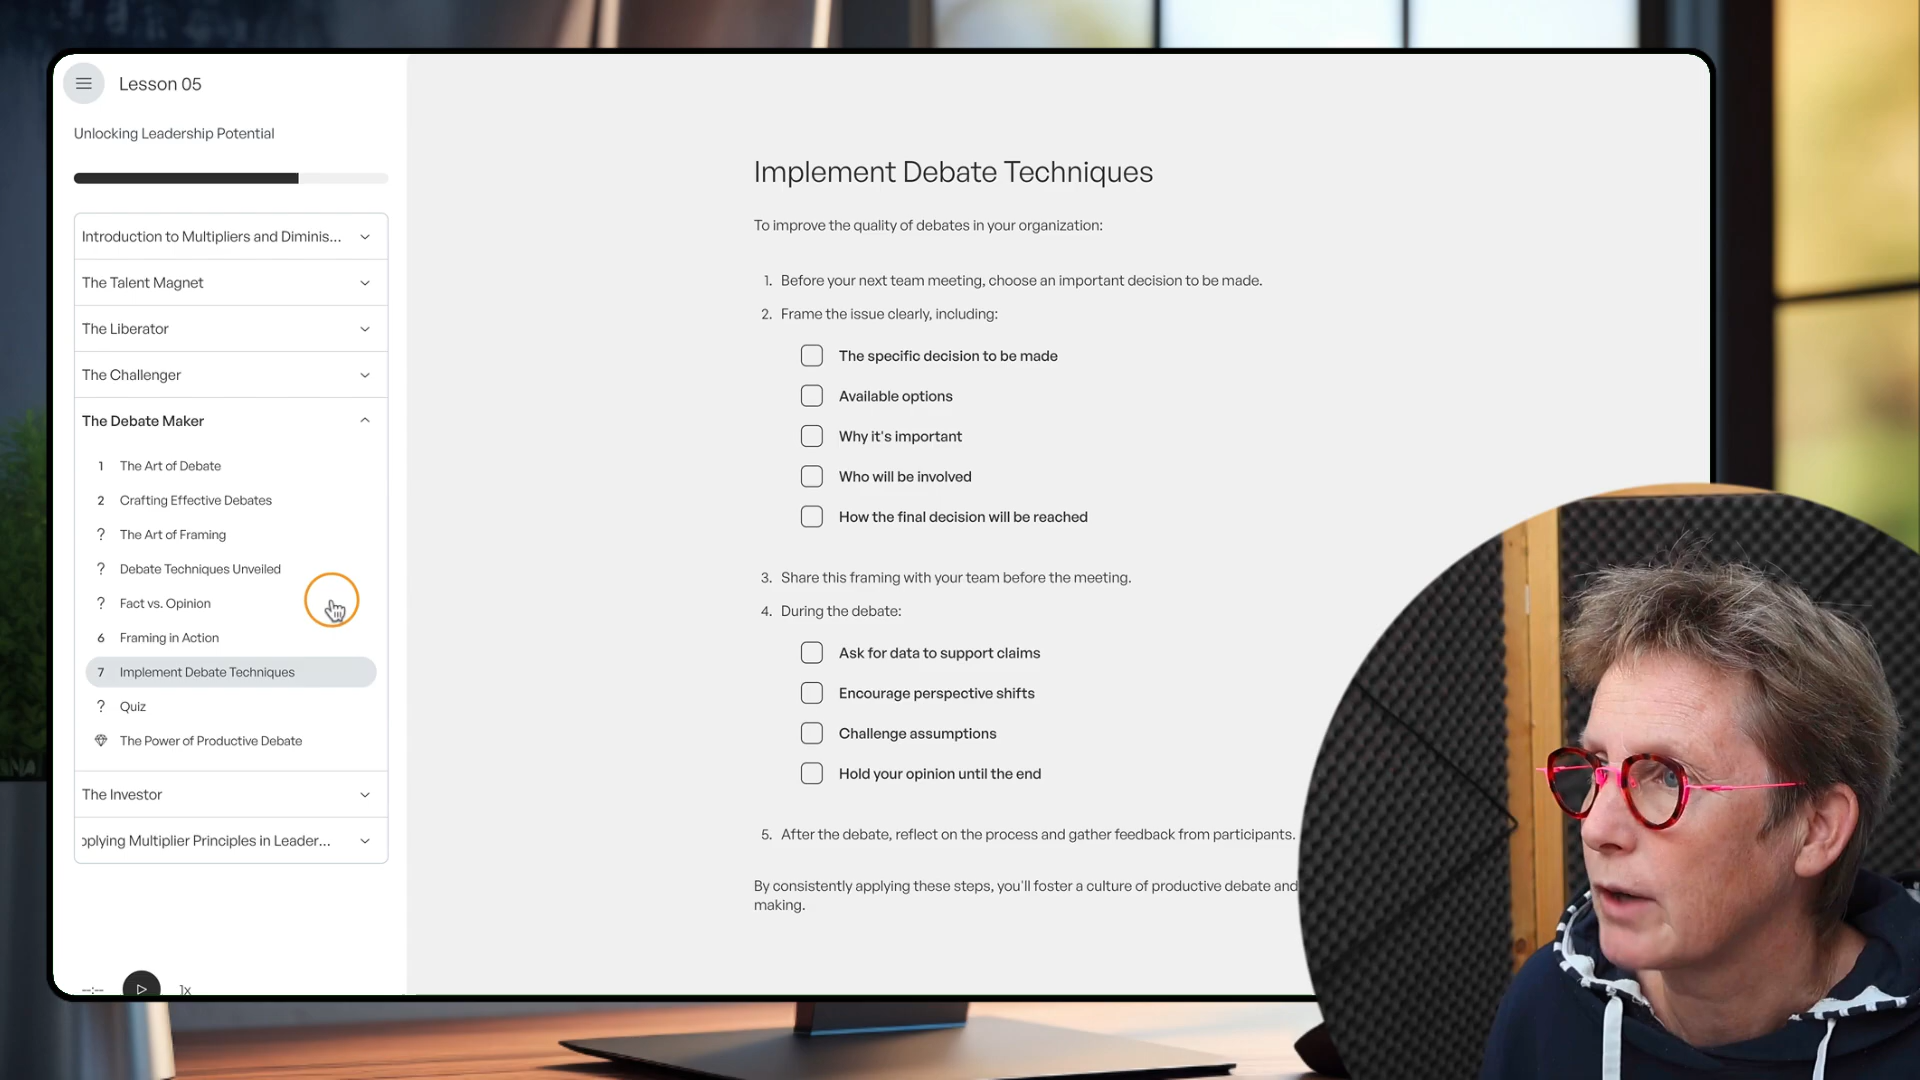 Lesson 05
Unlocking Leadership Potential
Introduction to Multipliers and Diminis...
The Talent Magnet
The Liberator
The Challenger
The Debate Maker
1 The Art of Debate
2 Crafting Effective Debates
? The Art of Framing
? Debate Techniques Unveiled
? Fact vs. Opinion
6 Framing in Action
7 Implement Debate Techniques
? Quiz
The Power of Productive Debate
The Investor
pplying Multiplier Principles in Leader...
--:-- 1x
Implement Debate Techniques
To improve the quality of debates in your organization:
1. Before your next team meeting, choose an important decision to be made.
2. Frame the issue clearly, including:
The specific decision to be made
Available options
Why it's important
Who will be involved
How the final decision will be reached
3. Share this framing with your team before the meeting.
4. During the debate:
Ask for data to support claims
Encourage perspective shifts
Challenge assumptions
Hold your opinion until the end
5. After the debate, reflect on the process and gather feedback from participants.
By consistently applying these steps, you'll foster a culture of productive debate and
making.